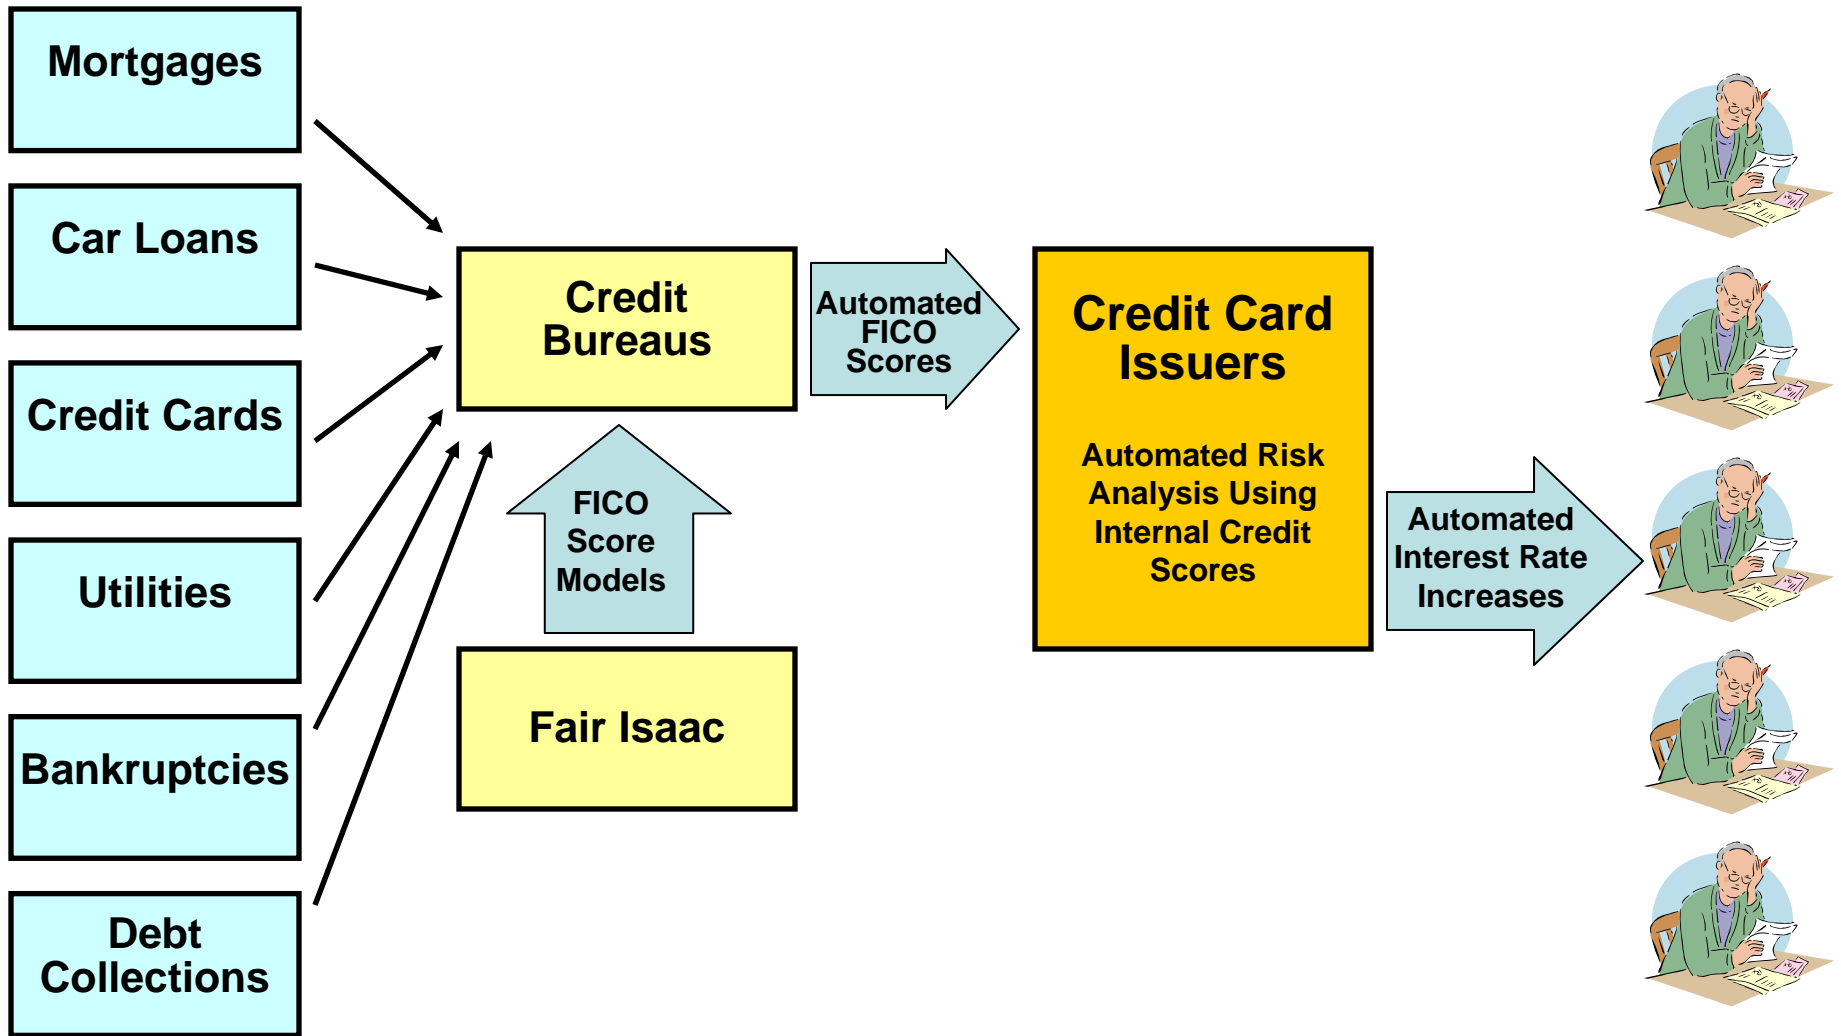 Mortgages
Car Loans
Credit Cards
Utilities
Bankruptcies
Debt
Collections
Credit
Bureaus
FICO
Score
Models
Fair Isaac
Automated
FICO
Scores
Credit Card
Issuers
Automated Risk
Analysis Using
Internal Credit
Scores
Automated
Interest Rate
Increases